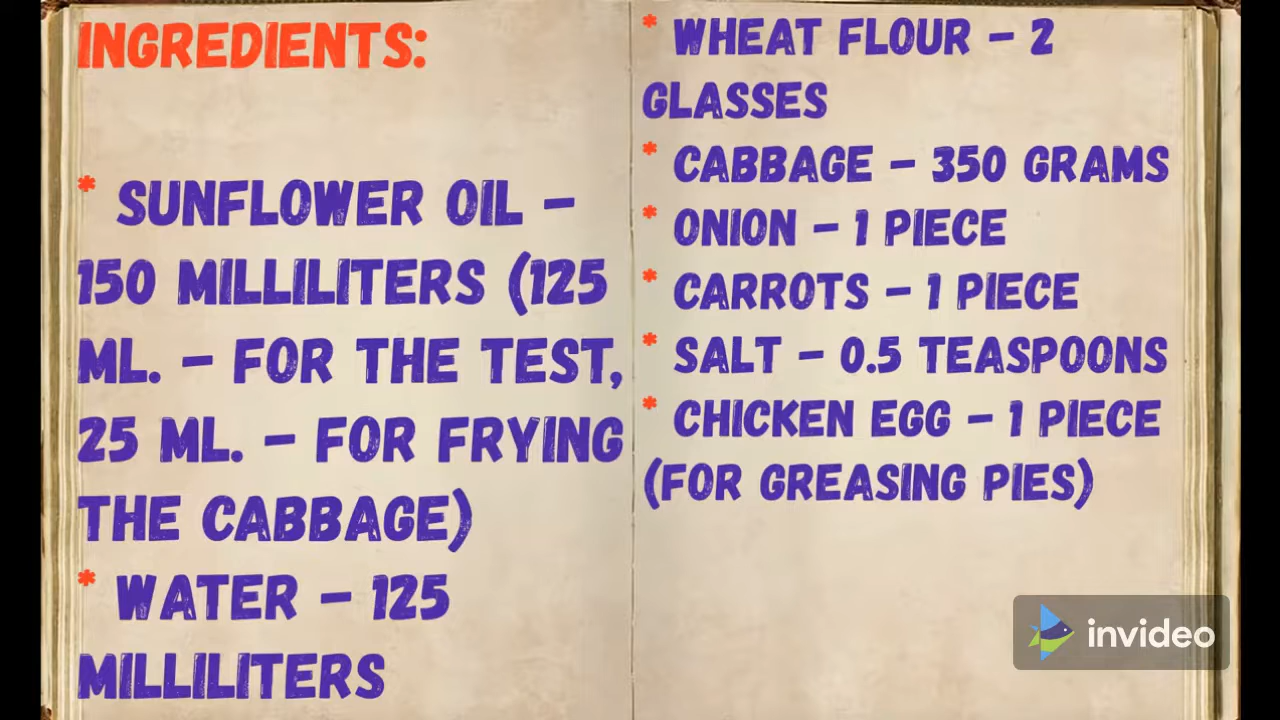 INGREDIENTS:
* SUNFLOWER OIL –
150 MILLILITERS (125
ML. – FOR THE TEST,
25 ML. – FOR FRYING
THE CABBAGE)
* WATER – 125
MILLILITERS
* WHEAT FLOUR – 2
GLASSES
* CABBAGE – 350 GRAMS
* ONION – 1 PIECE
* CARROTS – 1 PIECE
* SALT – 0.5 TEASPOONS
* CHICKEN EGG – 1 PIECE
(FOR GREASING PIES)
invideo